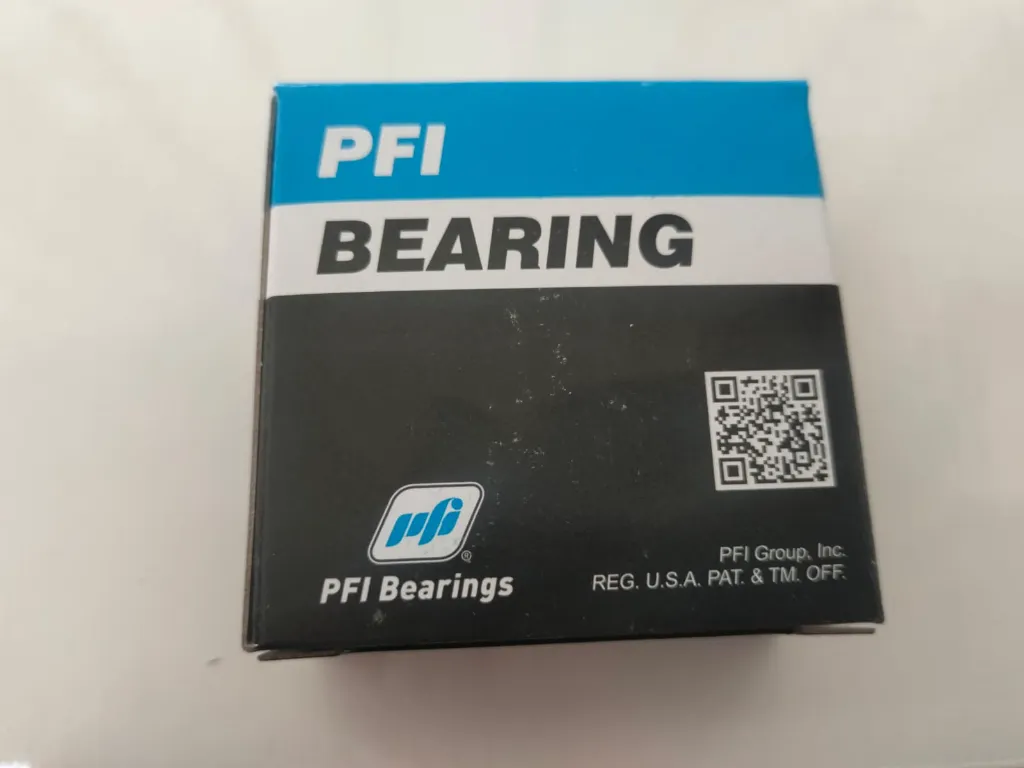 PFI
BEARING
pfi
®
PFI Bearings
PFI Group, Inc.
REG. U.S.A. PAT. & TM. OFF.